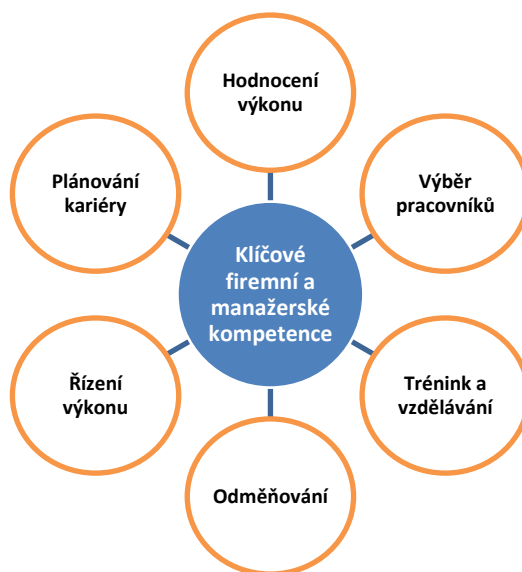 Hodnocení
výkonu
Plánování
kariéry
Výběr
pracovníků
Klíčové
firemní a
manažerské
kompetence
Řízení
výkonu
Trénink a
vzdělávání
Odměňování